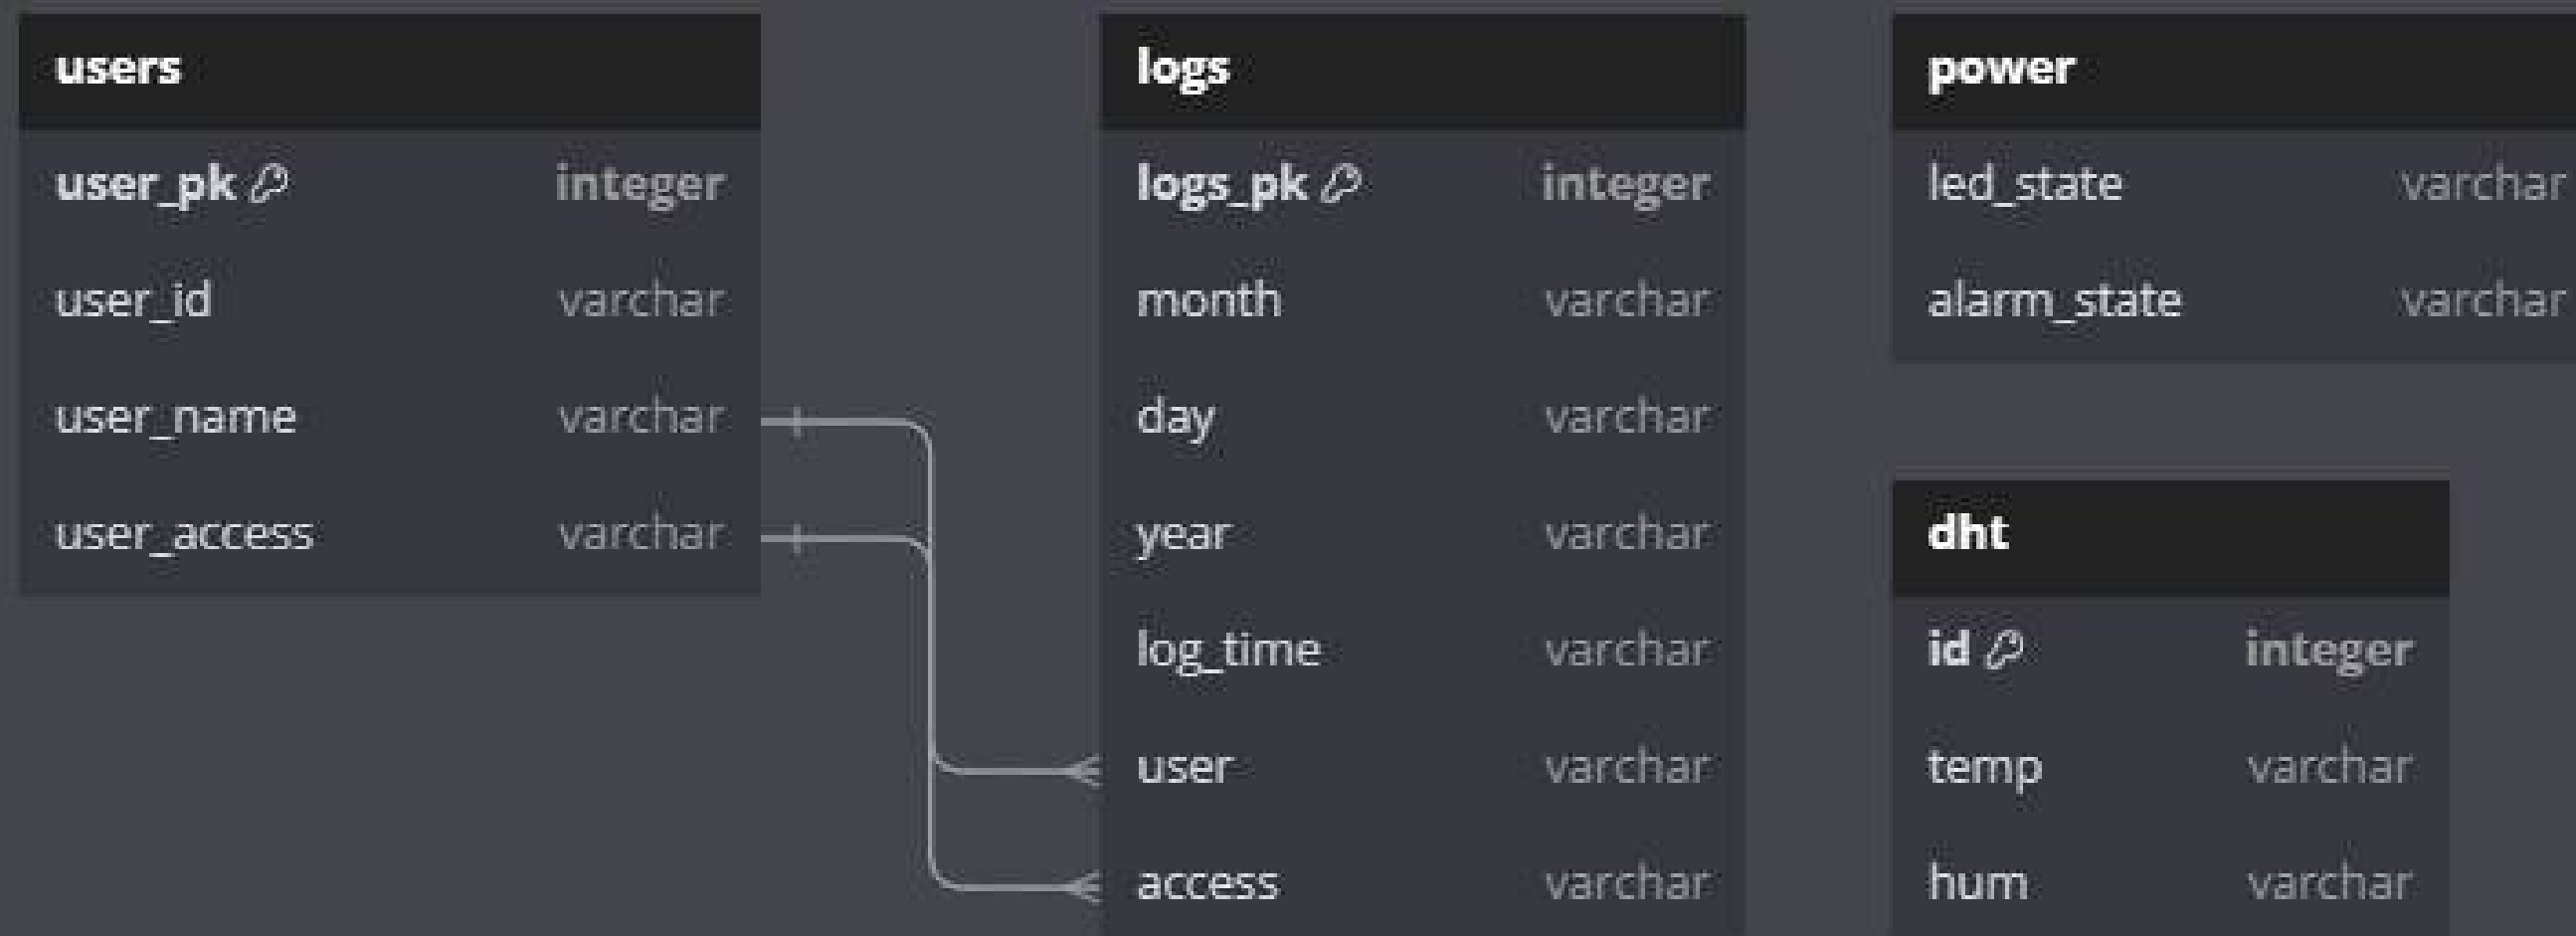 users
user_pk integer
user_id varchar
user_name varchar
user_access varchar
logs
logs_pk integer
month varchar
day varchar
year varchar
log_time varchar
user varchar
access varchar
power
led_state varchar
alarm_state varchar
dht
id integer
temp varchar
hum varchar